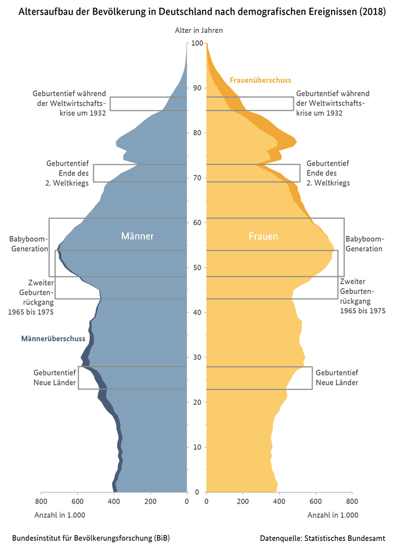 Altersaufbau der Bevölkerung in Deutschland nach demografischen Ereignissen (2018)
Alter in Jahren
100
90
80
70
60
50
40
30
20
10
0
Frauenüberschuss
Geburtentief während
der Weltwirtschafts-
krise um 1932
Geburtentief während
der Weltwirtschafts-
krise um 1932
Geburtentief
Ende des
2. Weltkriegs
Geburtentief
Ende des
2. Weltkriegs
Männer
Frauen
Babyboom-
Generation
Babyboom-
Generation
Zweiter
Geburten-
rückgang
1965 bis 1975
Zweiter
Geburten-
rückgang
1965 bis 1975
Männerüberschuss
Geburtentief
Neue Länder
Geburtentief
Neue Länder
800 600 400 200 0 0 200 400 600 800
Anzahl in 1.000 Anzahl in 1.000
Bundesinstitut für Bevölkerungsforschung (BiB) Datenquelle: Statistisches Bundesamt